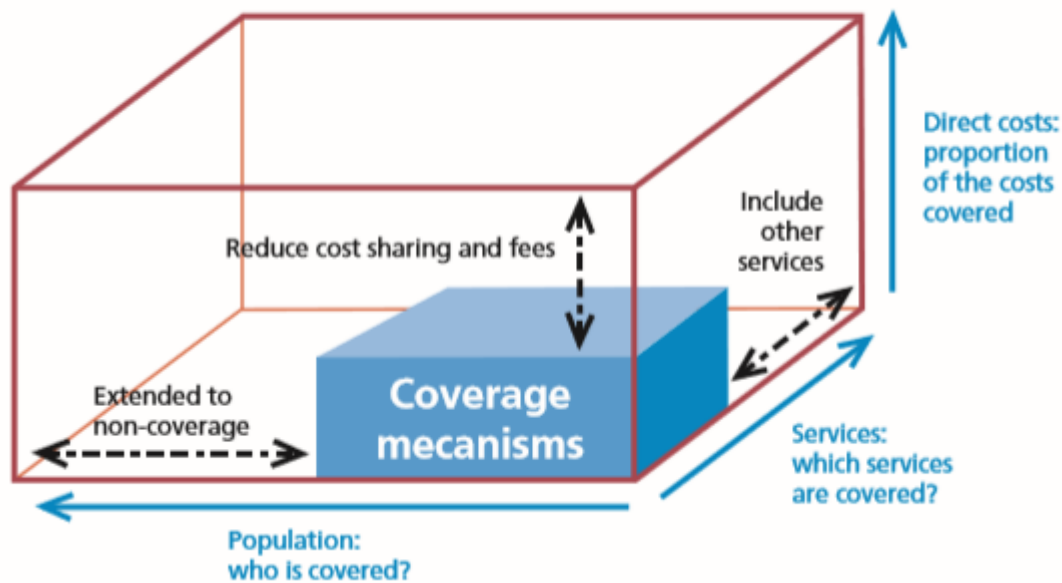 Direct costs:
proportion
of the costs
covered
Include
other
services
Reduce cost sharing and fees
Extended to
non-coverage
Coverage
mecanisms
Services:
which services
are covered?
Population:
who is covered?